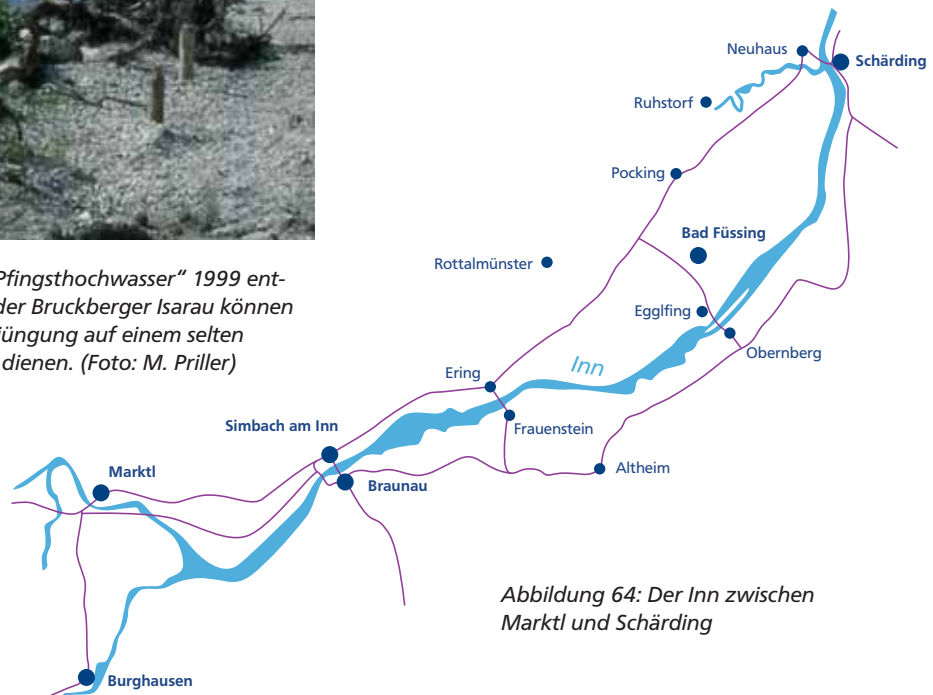 Pfingsthochwasser“ 1999 ent-
der Bruckberger Isarau können
jüngung auf einem selten
dienen. (Foto: M. Priller)
Neuhaus
Schärding
Ruhstorf
Pocking
Bad Füssing
Rottalmünster
Egglfing
Obernberg
Inn
Ering
Frauenstein
Simbach am Inn
Altheim
Marktl
Braunau
Burghausen
Abbildung 64: Der Inn zwischen
Marktl und Schärding